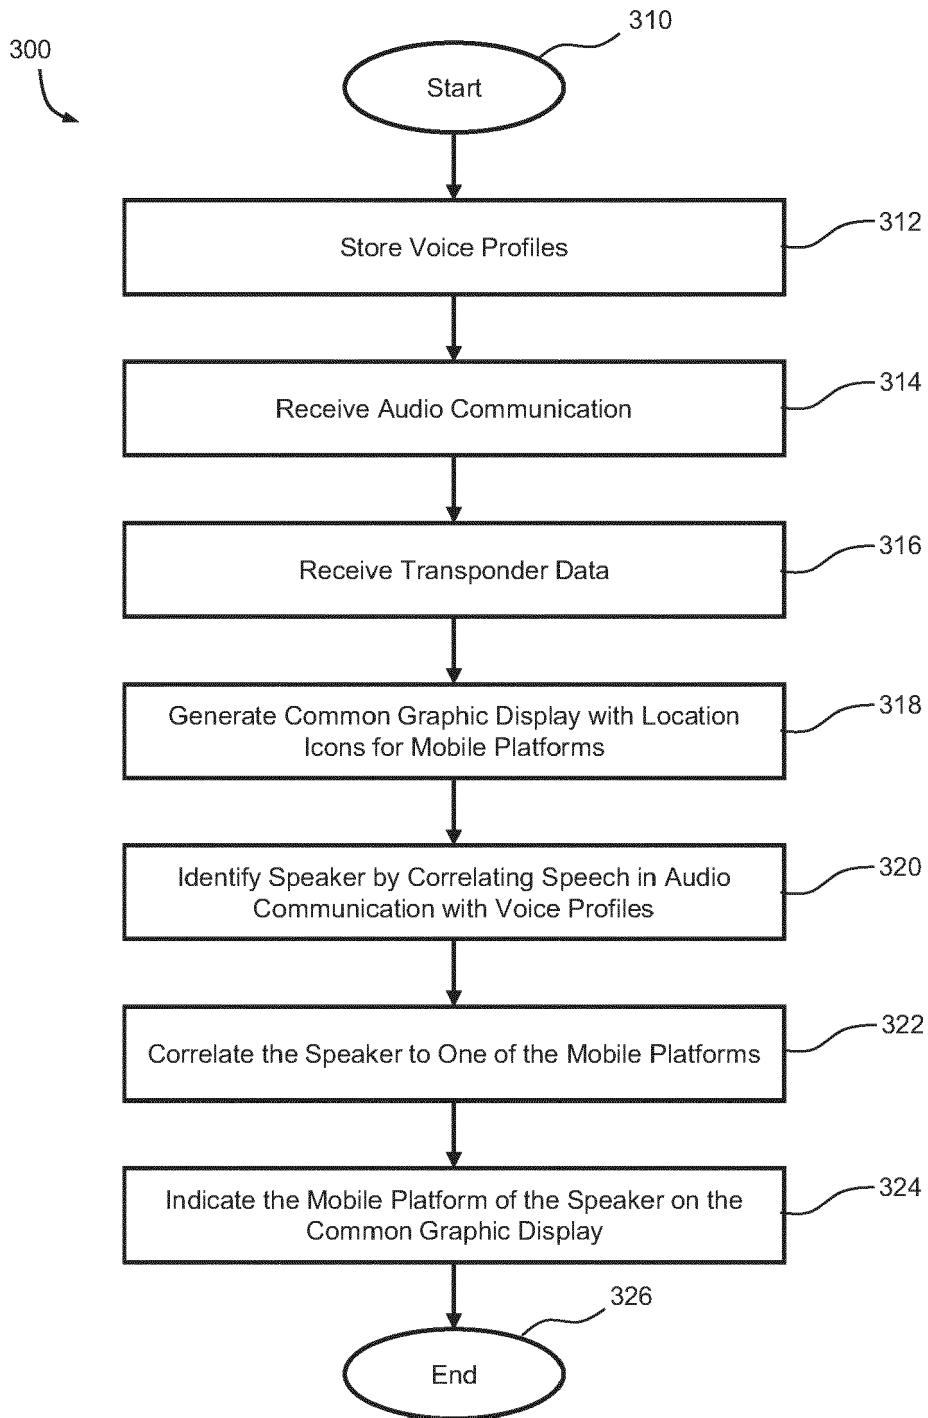 310
300
Start
312
Store Voice Profiles
314
Receive Audio Communication
316
Receive Transponder Data
318
Generate Common Graphic Display with Location
Icons for Mobile Platforms
320
Identify Speaker by Correlating Speech in Audio
Communication with Voice Profiles
322
Correlate the Speaker to One of the Mobile Platforms
324
Indicate the Mobile Platform of the Speaker on the
Common Graphic Display
326
End